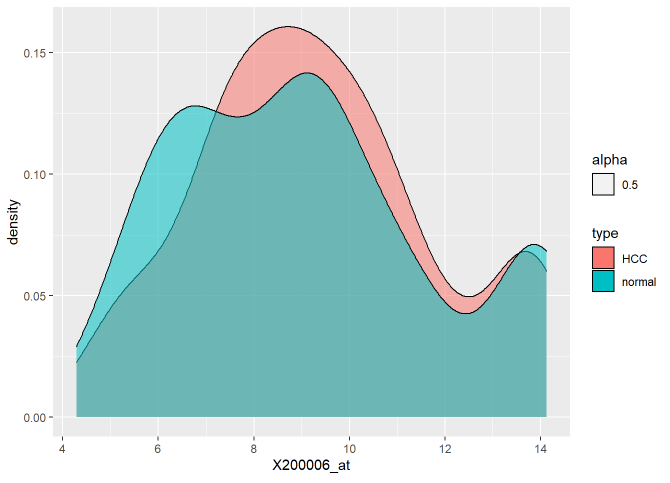 0.15
0.10
0.05
0.00
density
4 6 8 10 12 14
X200006_at
alpha
0.5
type
HCC
normal